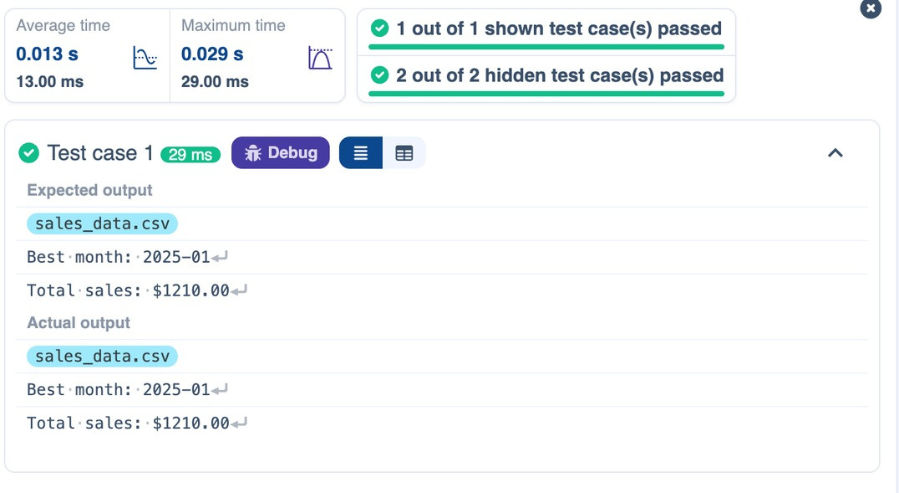 Average time
0.013 s
13.00 ms
Maximum time
0.029 s
29.00 ms
1 out of 1 shown test case(s) passed
2 out of 2 hidden test case(s) passed
Test case 1 29 ms Debug
Expected output
sales_data.csv
Best·month:·2025-01↵
Total·sales:·$1210.00↵
Actual output
sales_data.csv
Best·month:·2025-01↵
Total·sales:·$1210.00↵